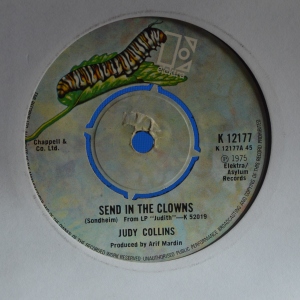 Chappell &
Co. Ltd.
K 12177
K 12177A 45
Ⓟ 1975
Elektra/
Asylum
Records
SEND IN THE CLOWNS
(Sondheim) From LP "Judith"—K 52019
JUDY COLLINS
Produced by Arif Mardin